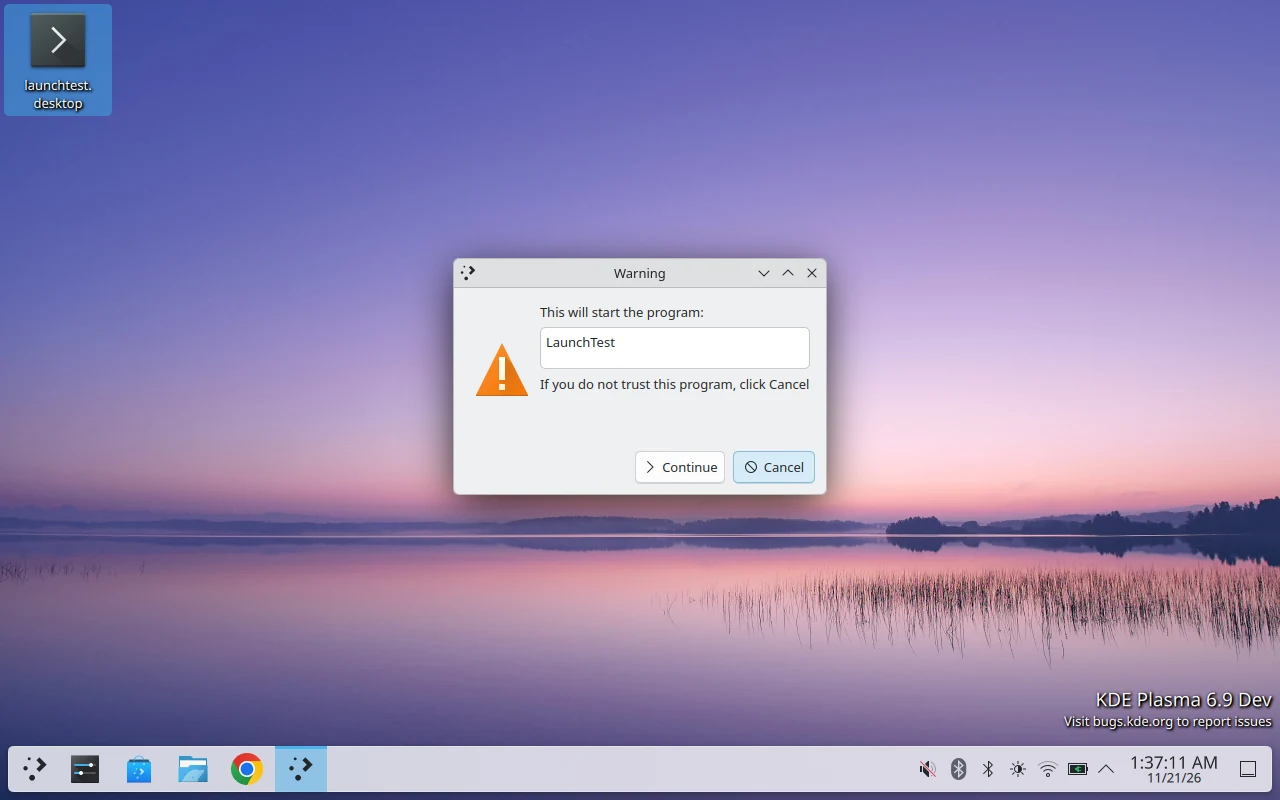 launchtest.
desktop
Warning
This will start the program:
LaunchTest
If you do not trust this program, click Cancel
Continue
Cancel
KDE Plasma 6.9 Dev
Visit bugs.kde.org to report issues
1:37:11 AM
11/21/26